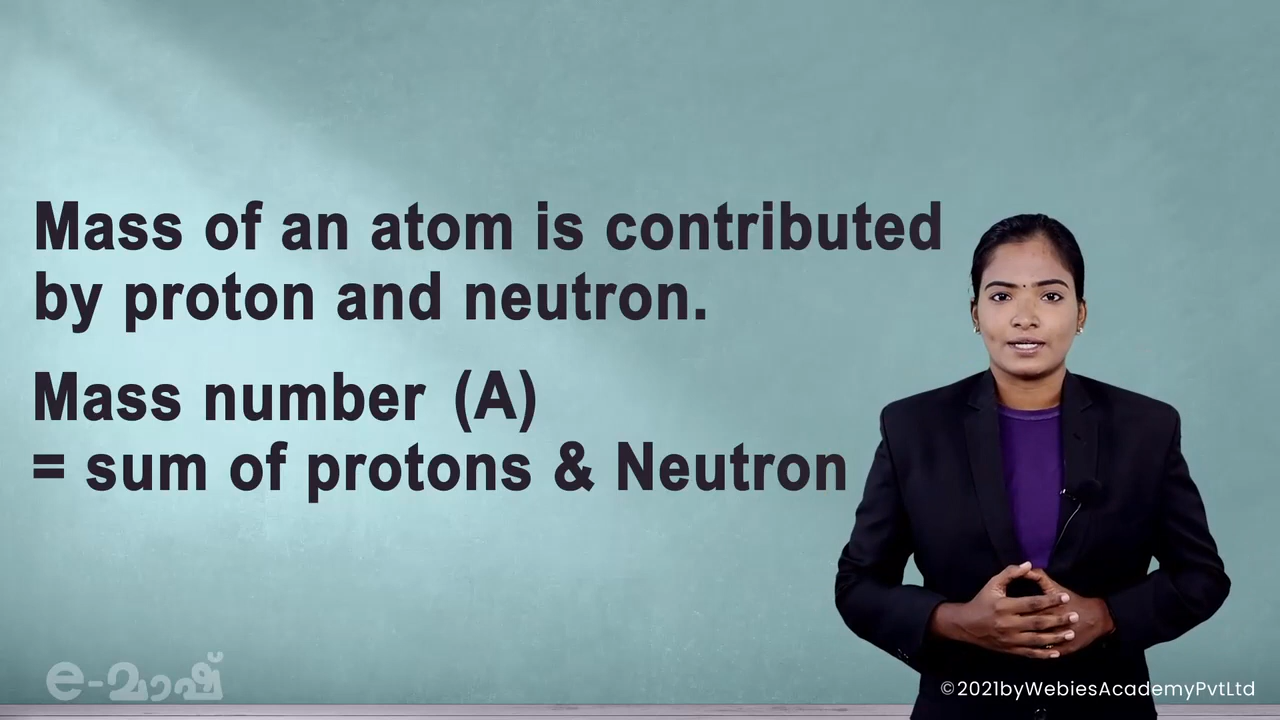 Mass of an atom is contributed
by proton and neutron.
Mass number (A)
= sum of protons & Neutron
e-മാഷ്
©2021byWebiesAcademyPvtLtd